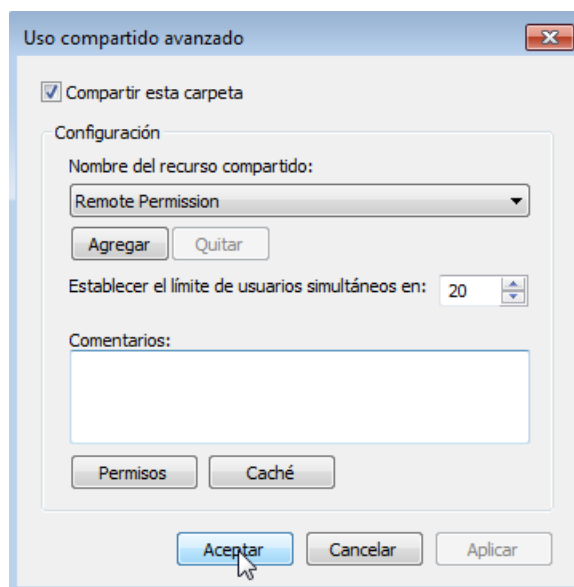 Uso compartido avanzado
Compartir esta carpeta
Configuración
Nombre del recurso compartido:
Remote Permission
Agregar Quitar
Establecer el límite de usuarios simultáneos en: 20
Comentarios:
Permisos Caché
Aceptar Cancelar Aplicar